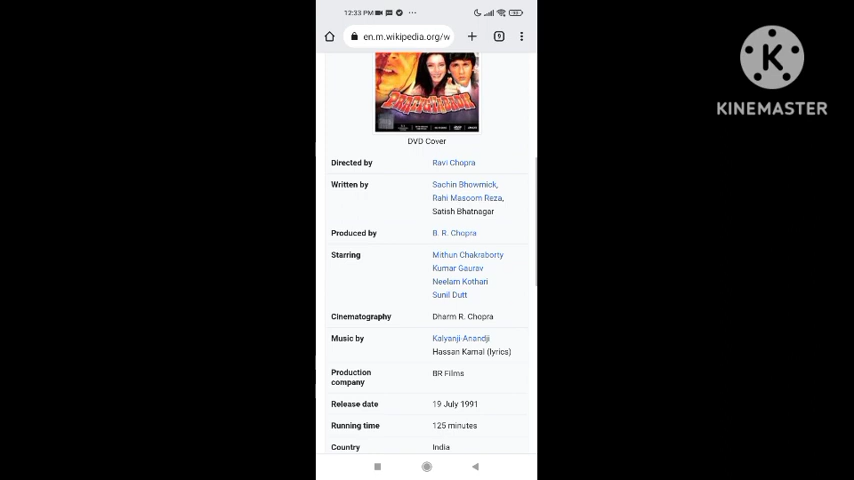 12:33 PM
en.m.wikipedia.org/w
9
K
KINEMASTER
PRATIGYABADH
DVD Cover
Directed by Ravi Chopra
Written by Sachin Bhowmick,
Rahi Masoom Reza,
Satish Bhatnagar
Produced by B. R. Chopra
Starring Mithun Chakraborty
Kumar Gaurav
Neelam Kothari
Sunil Dutt
Cinematography Dharm R. Chopra
Music by Kalyanji-Anandji
Hassan Kamal (lyrics)
Production BR Films
company
Release date 19 July 1991
Running time 125 minutes
Country India